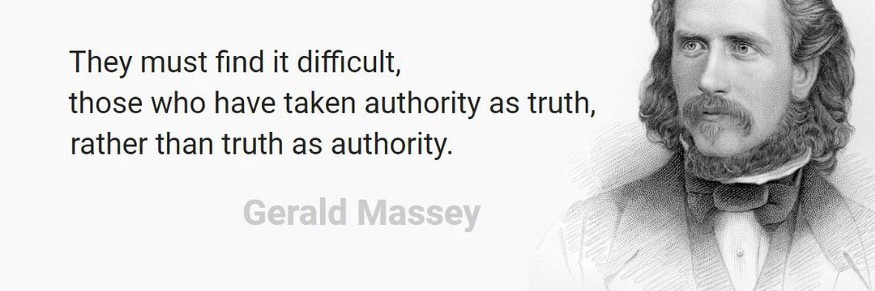 They must find it difficult,
those who have taken authority as truth,
rather than truth as authority.
Gerald Massey